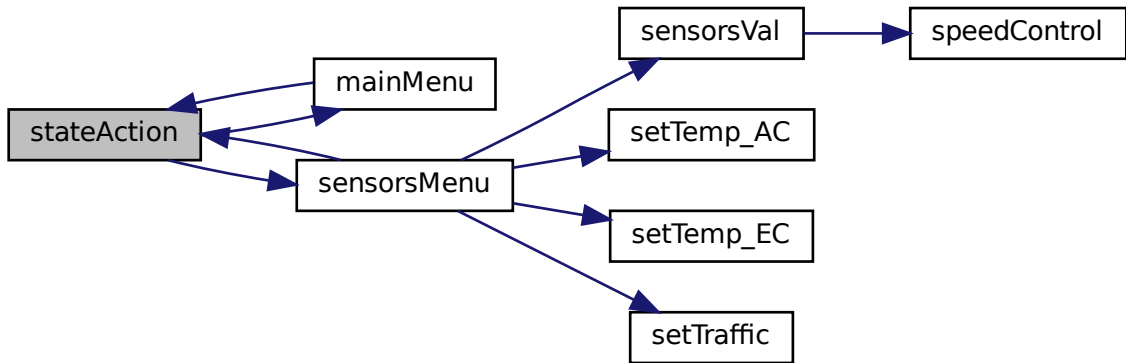 stateAction
mainMenu
sensorsMenu
sensorsVal
setTemp_AC
setTemp_EC
setTraffic
speedControl